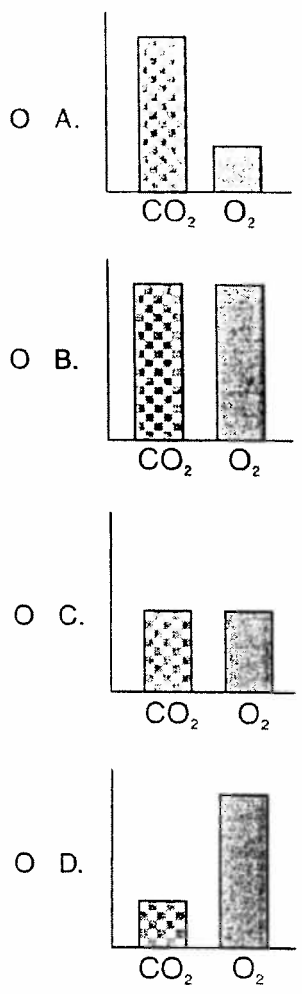 O A.
CO₂ O₂
O B.
CO₂ O₂
O C.
CO₂ O₂
O D.
CO₂ O₂